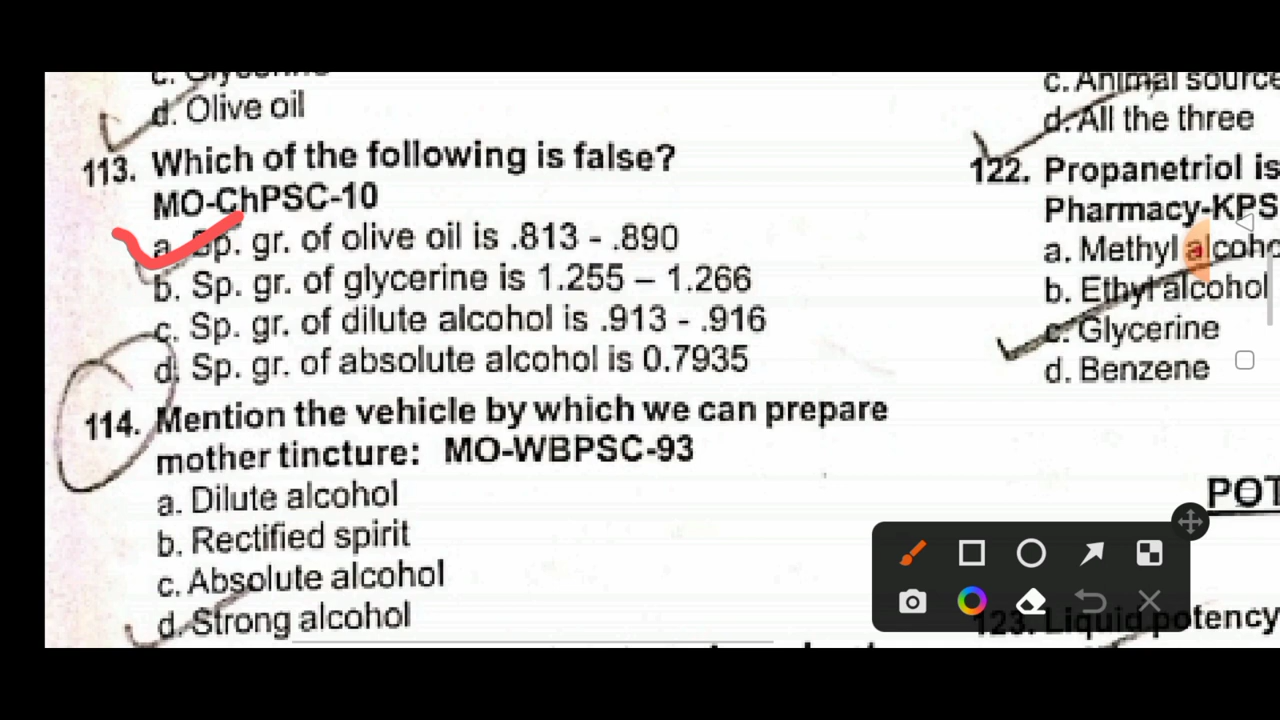 c. Glycerine
d. Olive oil
113. Which of the following is false?
MO-ChPSC-10
a. Sp. gr. of olive oil is .813 - .890
b. Sp. gr. of glycerine is 1.255 – 1.266
c. Sp. gr. of dilute alcohol is .913 - .916
d. Sp. gr. of absolute alcohol is 0.7935
114. Mention the vehicle by which we can prepare
mother tincture: MO-WBPSC-93
a. Dilute alcohol
b. Rectified spirit
c. Absolute alcohol
d. Strong alcohol
c. Animal source
d. All the three
122. Propanetriol is
Pharmacy-KPS
a. Methyl alcoho
b. Ethyl alcohol
c. Glycerine
d. Benzene
POT
123. Liquid potency